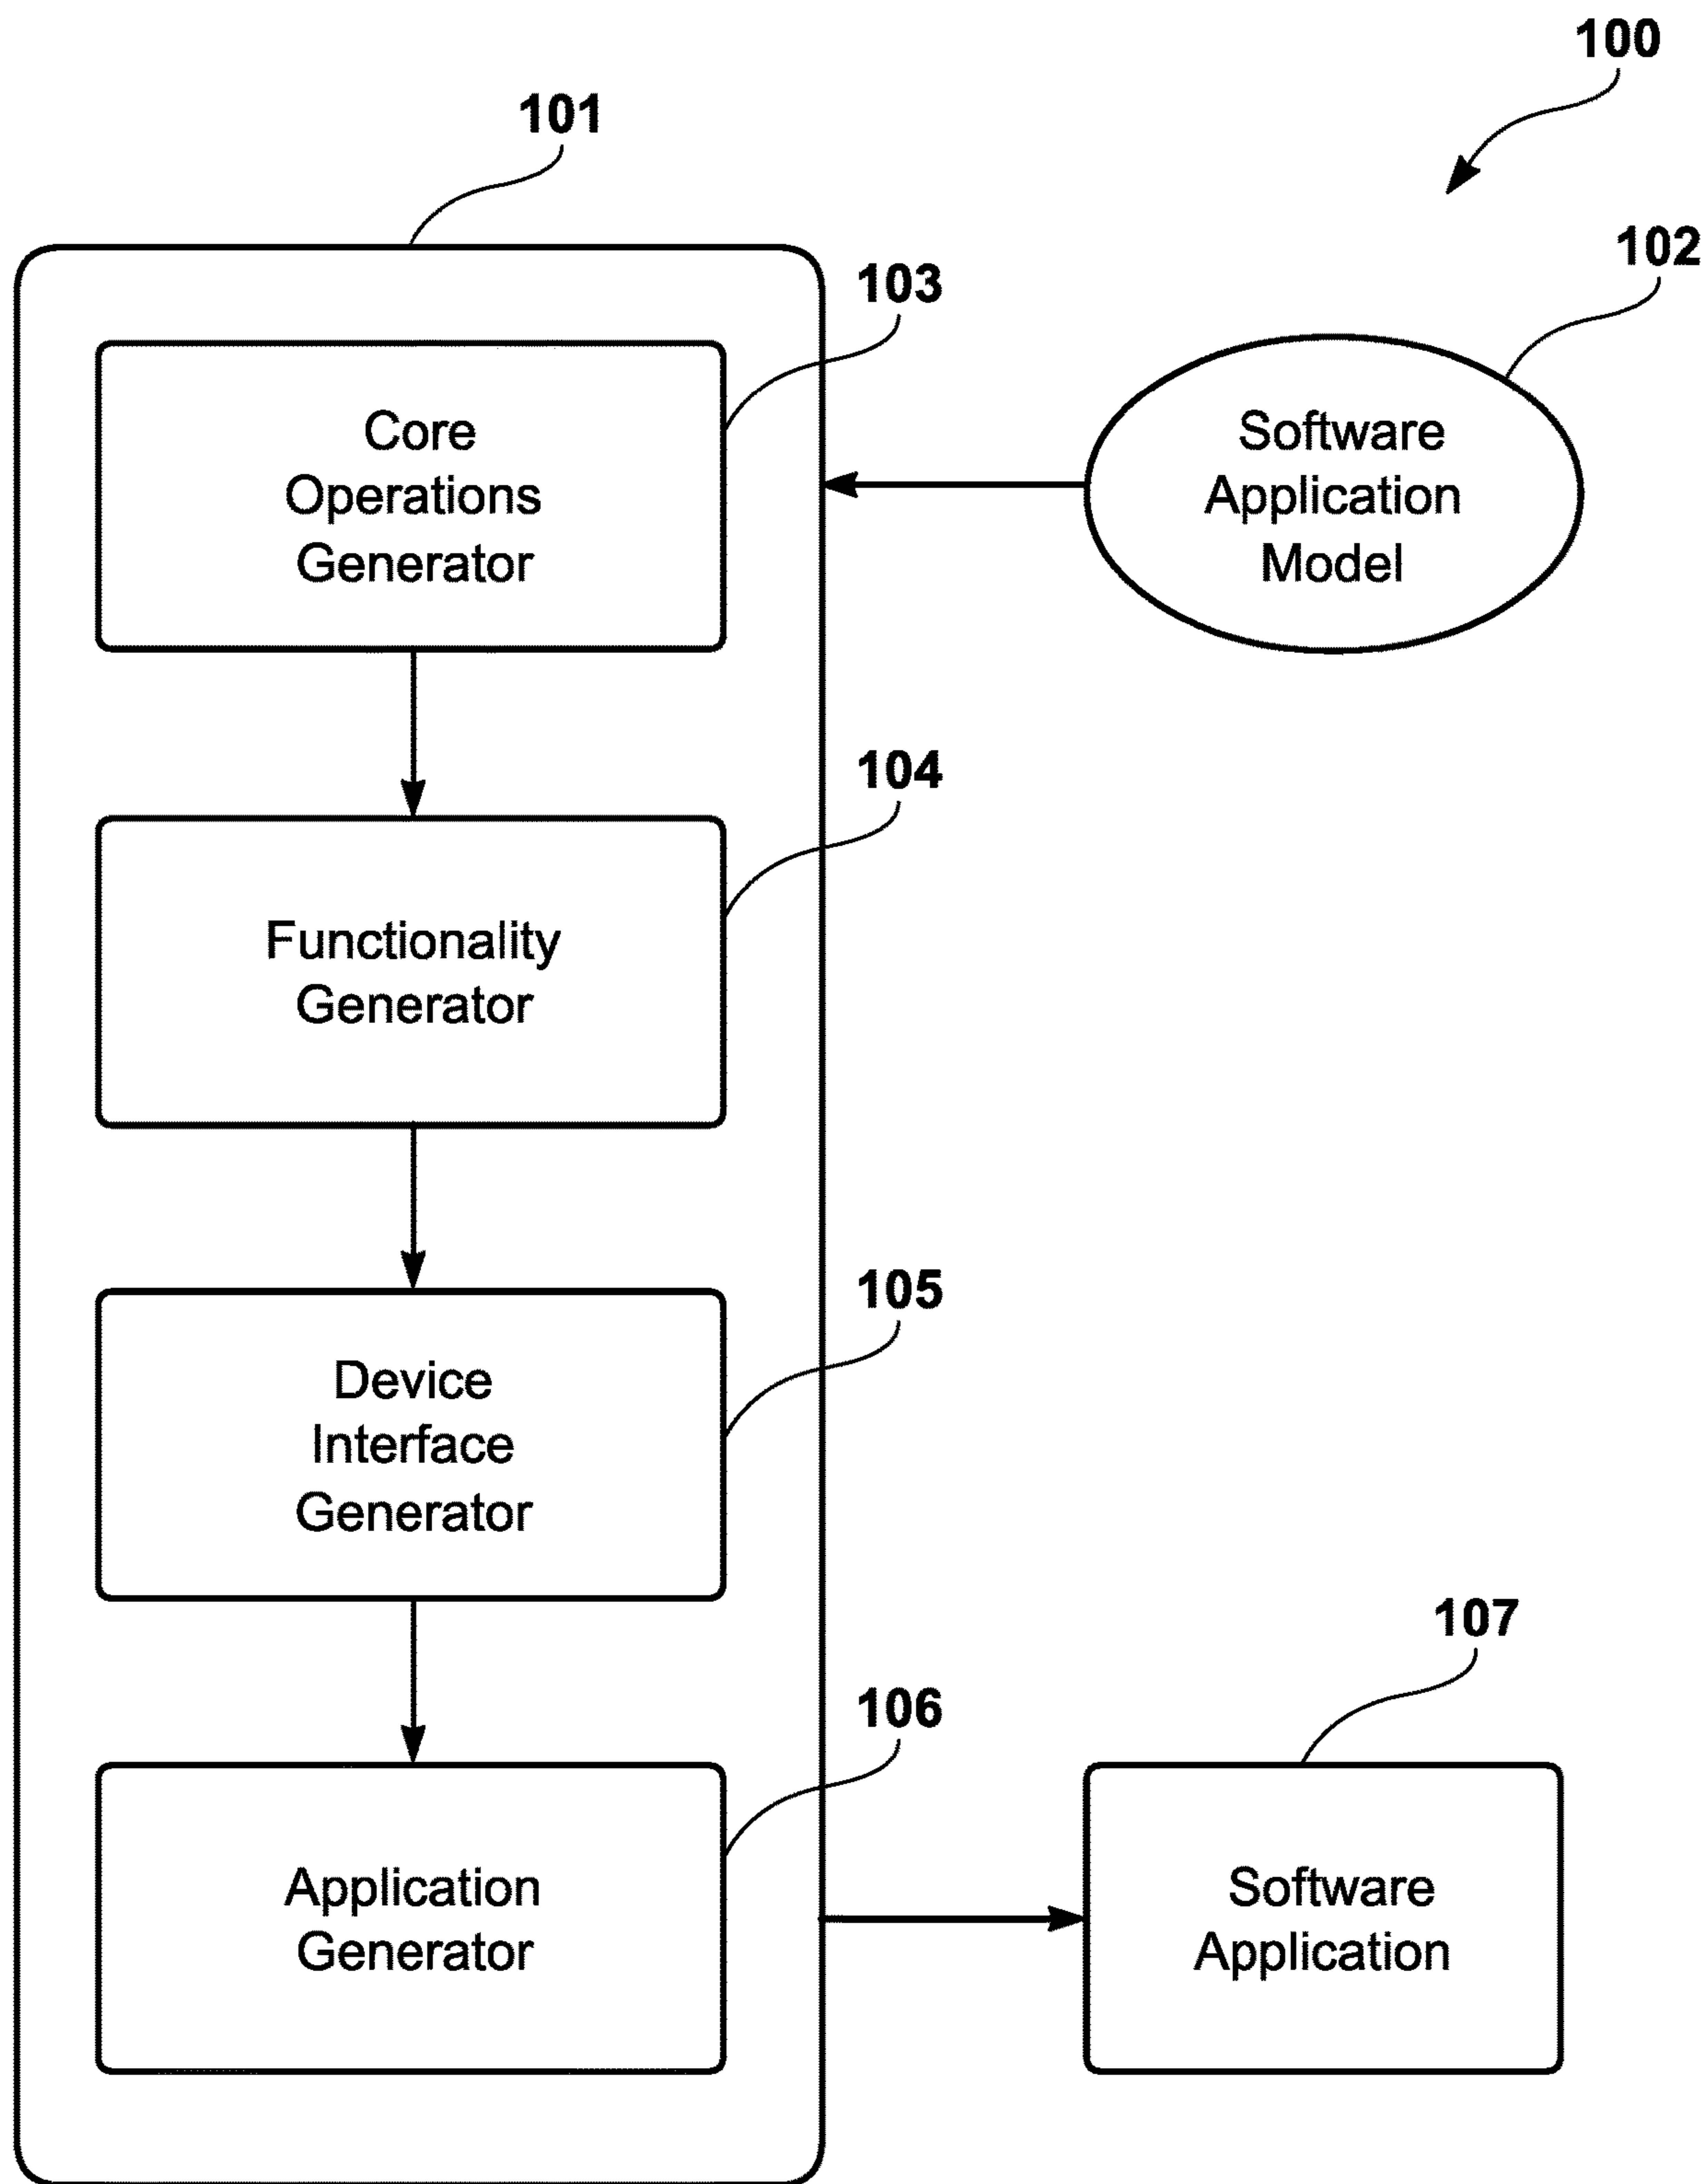 100
101
102
103
Core
Operations
Generator
Software
Application
Model
104
Functionality
Generator
105
Device
Interface
Generator
106
Application
Generator
107
Software
Application